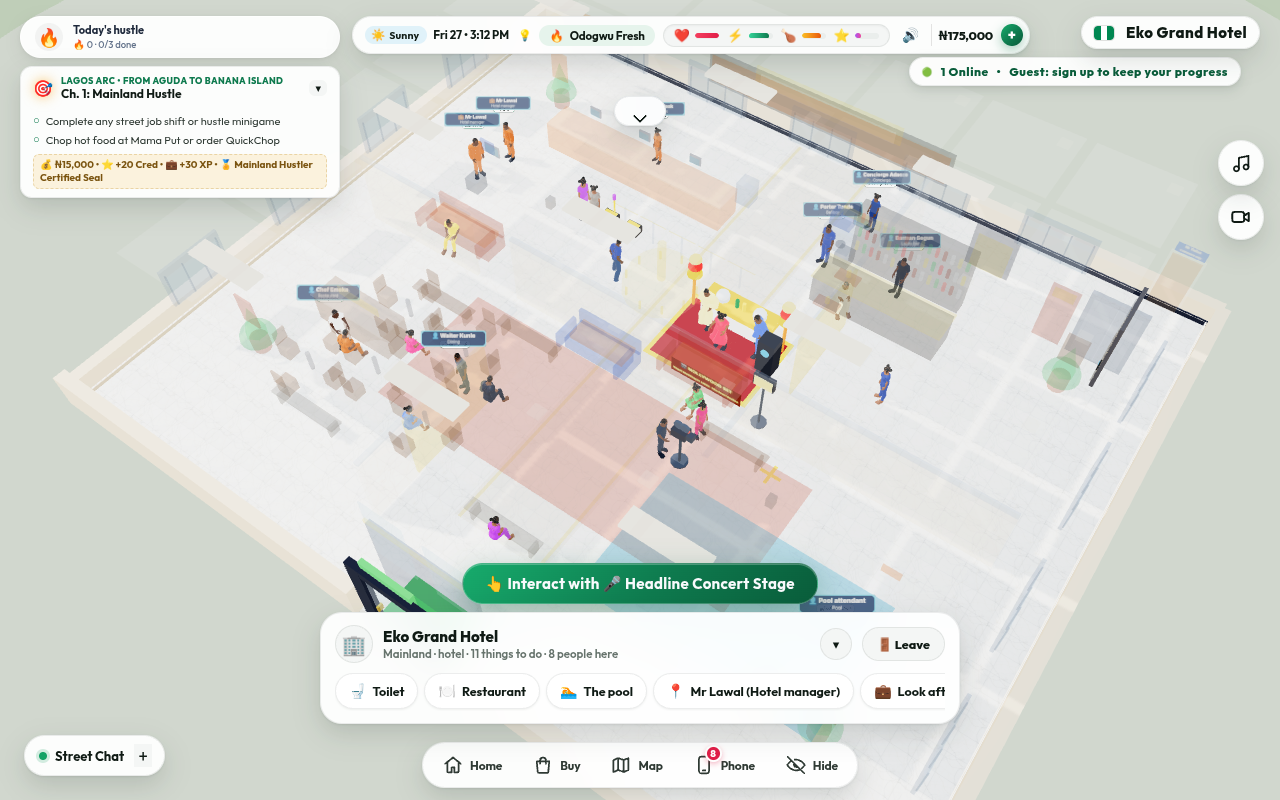 Today's hustle
🔥 0 · 0/3 done
Sunny
Fri 27 • 3:12 PM
Odogwu Fresh
₦175,000
+
Eko Grand Hotel
1 Online • Guest: sign up to keep your progress
LAGOS ARC • FROM AGUDA TO BANANA ISLAND
Ch. 1: Mainland Hustle
Complete any street job shift or hustle minigame
Chop hot food at Mama Put or order QuickChop
💰 ₦15,000 • ⭐ +20 Cred • 💼 +30 XP • 🏅 Mainland Hustler
Certified Seal
Mr Lawal
Mr Lawal
Porter Tunde
Waiter Kunle
Dining
👆 Interact with 🎤 Headline Concert Stage
Pool attendant
Pool
Eko Grand Hotel
Mainland · hotel · 11 things to do · 8 people here
Leave
Toilet
Restaurant
The pool
Mr Lawal (Hotel manager)
Look aft
Street Chat +
Home
Buy
Map
8
Phone
Hide